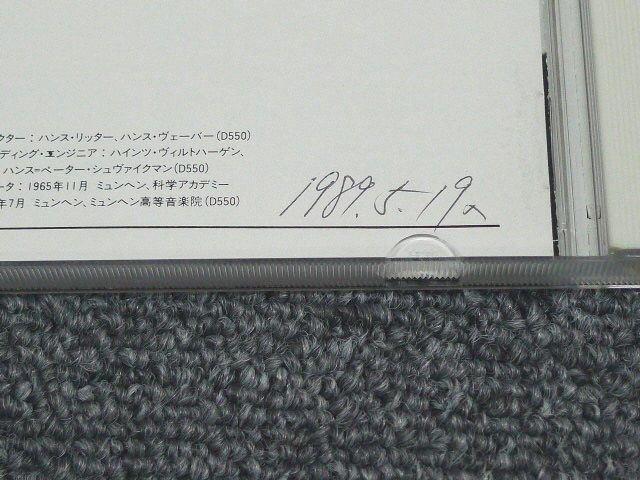 クター：ハンス・リッター、ハンス・ヴェーバー（D550）
ディング・エンジニア：ハインツ・ヴィルトハーゲン、
ハンス＝ペーター・シュヴァイクマン（D550）
ータ：1965年11月 ミュンヘン、科学アカデミー
年7月 ミュンヘン、ミュンヘン高等音楽院（D550）
1989.5.19